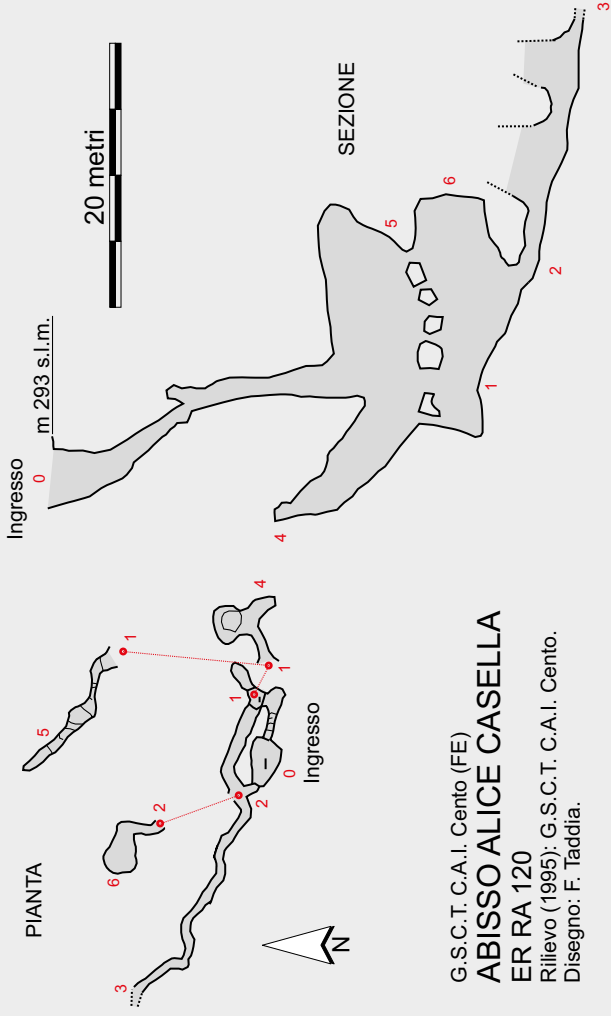 PIANTA
5
1
6
2
4
1
1
2
0
Ingresso
3
N
G.S.C.T. C.A.I. Cento (FE)
ABISSO ALICE CASELLA
ER RA 120
Rilievo (1995): G.S.C.T. C.A.I. Cento.
Disegno: F. Taddia.
Ingresso
0
m 293 s.l.m.
20 metri
SEZIONE
4
5
6
1
2
3